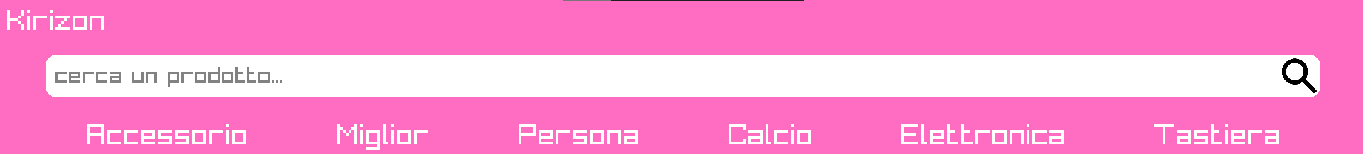 Kirizon
cerca un prodotto...
Accessorio Miglior Persona Calcio Elettronica Tastiera